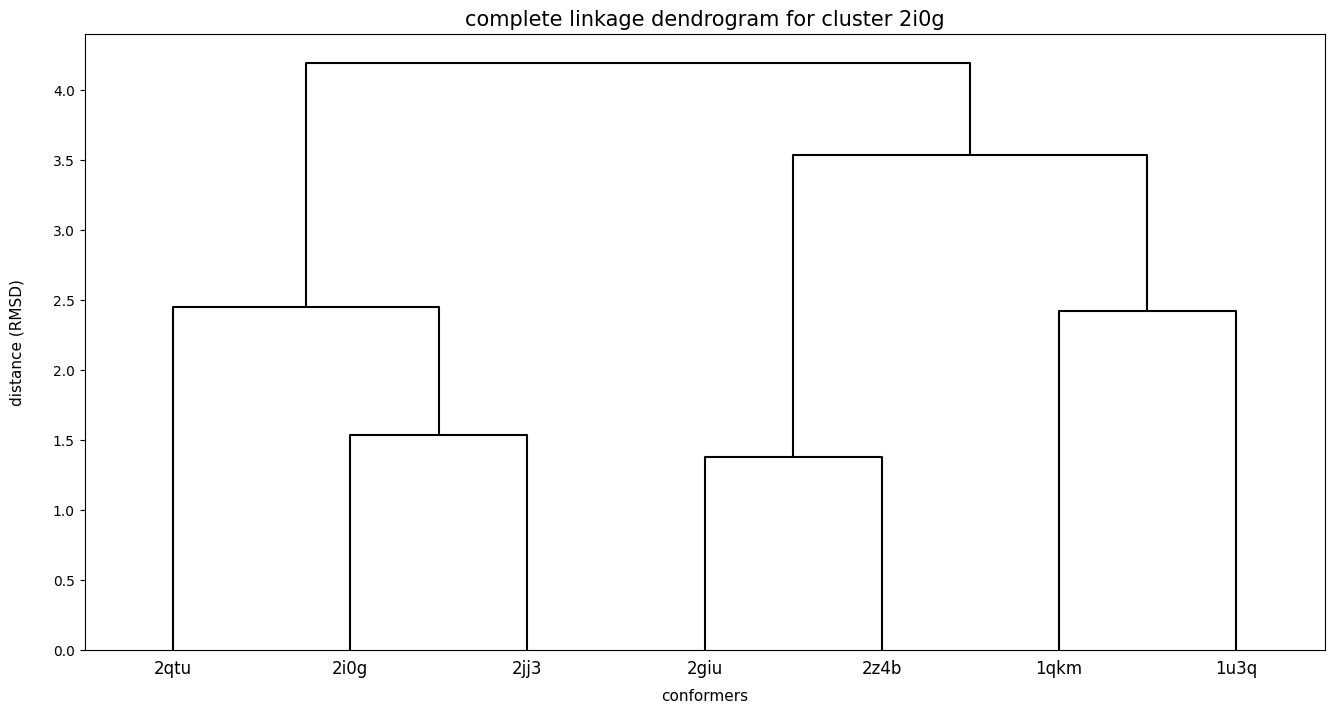 complete linkage dendrogram for cluster 2i0g
distance (RMSD)
4.0
3.5
3.0
2.5
2.0
1.5
1.0
0.5
0.0
2qtu 2i0g 2jj3 2giu 2z4b 1qkm 1u3q
conformers